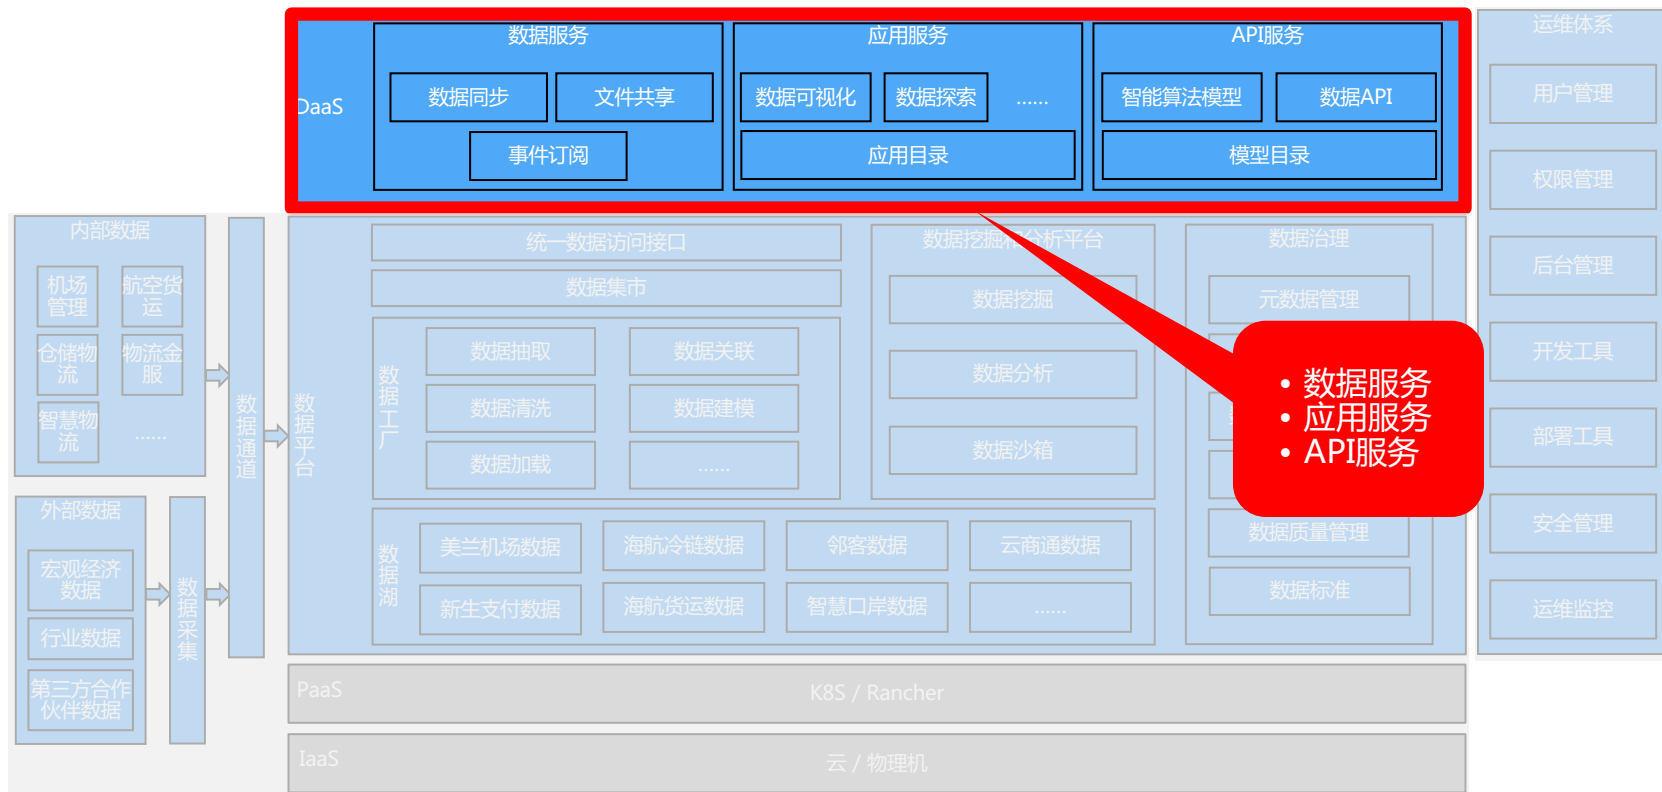 数据服务
应用服务
API服务
运维体系
DaaS
数据同步
文件共享
事件订阅
数据可视化
数据探索
……
应用目录
智能算法模型
数据API
模型目录
用户管理
权限管理
后台管理
开发工具
部署工具
安全管理
运维监控
内部数据
机场
管理
航空货
运
仓储物
流
物流金
服
智慧物
流
……
外部数据
宏观经济
数据
行业数据
第三方合作
伙伴数据
数据采集
数据通道
数据平台
统一数据访问接口
数据集市
数据工厂
数据抽取
数据关联
数据清洗
数据建模
数据加载
……
数据挖掘和分析平台
数据挖掘
数据分析
数据沙箱
数据治理
元数据管理
数据质量管理
数据标准
• 数据服务
• 应用服务
• API服务
数据湖
美兰机场数据
海航冷链数据
邻客数据
云商通数据
新生支付数据
海航货运数据
智慧口岸数据
……
PaaS
K8S / Rancher
IaaS
云 / 物理机